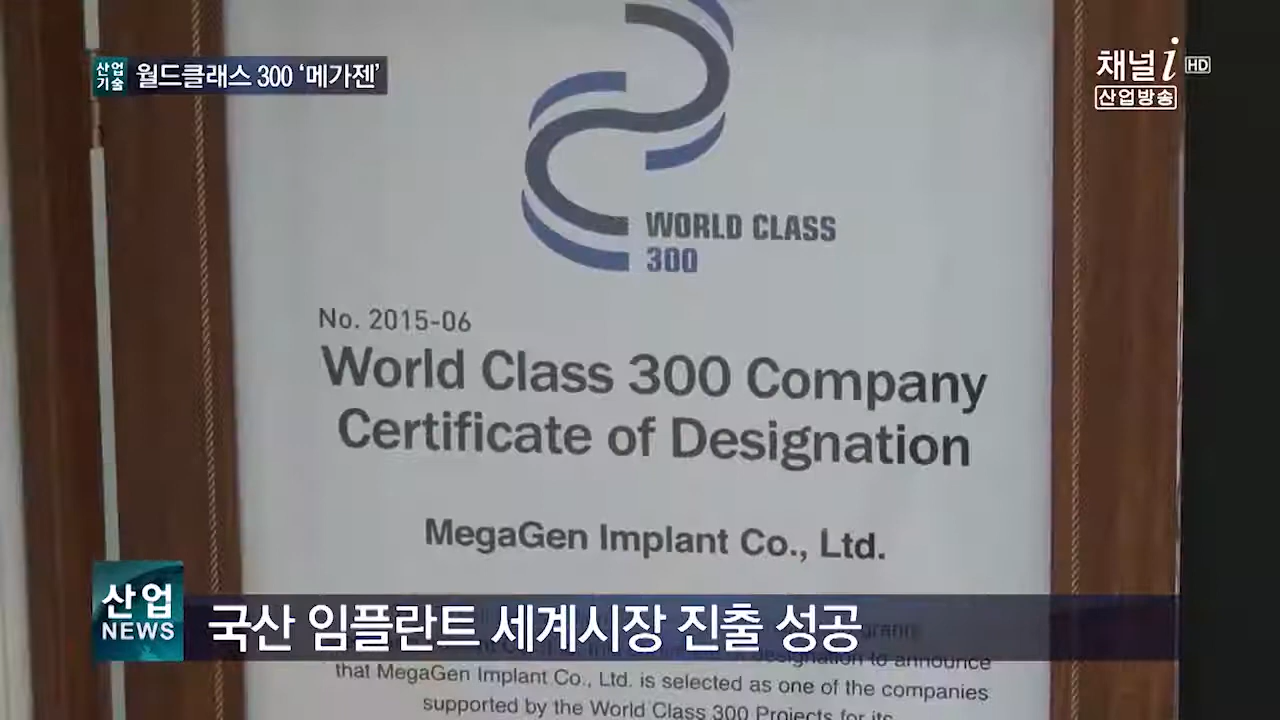 산업
기술
월드클래스 300 '메가젠'
채널i HD
산업방송
WORLD CLASS
300
No. 2015-06
World Class 300 Company
Certificate of Designation
MegaGen Implant Co., Ltd.
산업
NEWS
국산 임플란트 세계시장 진출 성공
designation to announce
that MegaGen Implant Co., Ltd. is selected as one of the companies
supported by the World Class 300 Projects for its